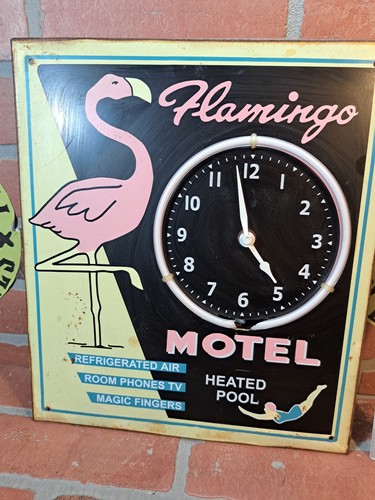 Flamingo
12
1
2
3
4
5
6
7
8
9
10
11
MOTEL
REFRIGERATED AIR
ROOM PHONES TV
MAGIC FINGERS
HEATED
POOL